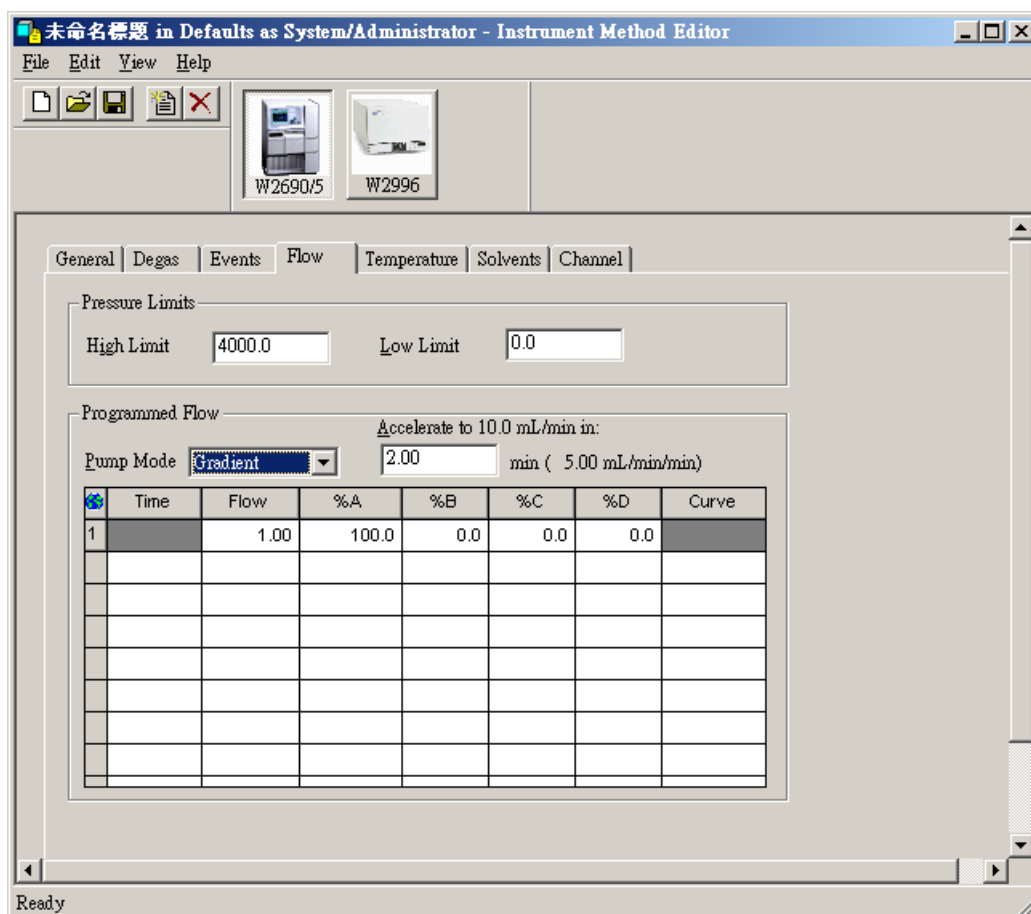 未命名標題 in Defaults as System/Administrator - Instrument Method Editor
File Edit View Help
W2690/5 W2996
General Degas Events Flow Temperature Solvents Channel
Pressure Limits
High Limit 4000.0 Low Limit 0.0
Programmed Flow
Accelerate to 10.0 mL/min in:
Pump Mode Gradient 2.00 min ( 5.00 mL/min/min)
Time Flow %A %B %C %D Curve
1 1.00 100.0 0.0 0.0 0.0
Ready